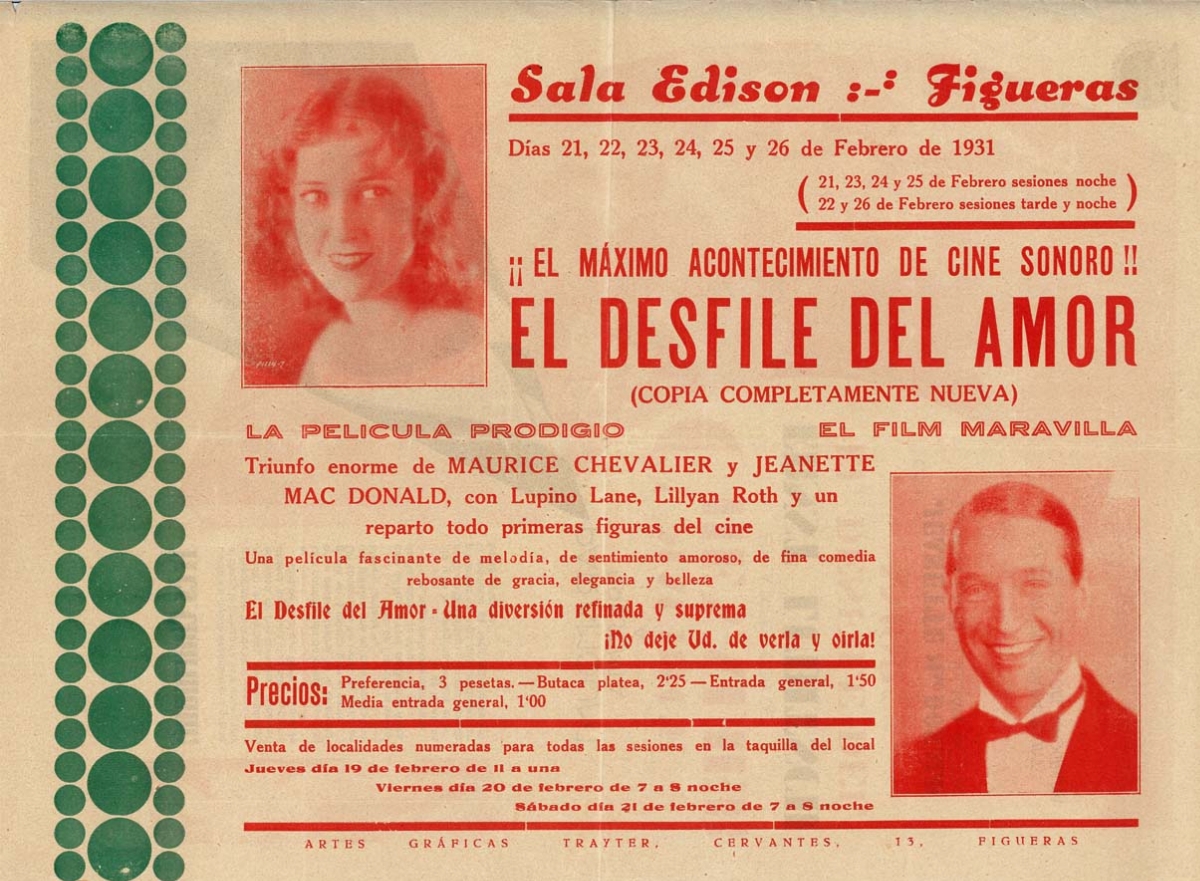 Sala Edison :-: Figueras
Días 21, 22, 23, 24, 25 y 26 de Febrero de 1931
( 21, 23, 24 y 25 de Febrero sesiones noche
22 y 26 de Febrero sesiones tarde y noche )
¡¡ EL MÁXIMO ACONTECIMIENTO DE CINE SONORO !!
EL DESFILE DEL AMOR
(COPIA COMPLETAMENTE NUEVA)
LA PELICULA PRODIGIO EL FILM MARAVILLA
Triunfo enorme de MAURICE CHEVALIER y JEANETTE
MAC DONALD, con Lupino Lane, Lillyan Roth y un
reparto todo primeras figuras del cine
Una película fascinante de melodía, de sentimiento amoroso, de fina comedia
rebosante de gracia, elegancia y belleza
El Desfile del Amor - Una diversión refinada y suprema
¡No deje Ud. de verla y oirla!
Precios: Preferencia, 3 pesetas. — Butaca platea, 2'25 — Entrada general, 1'50
Media entrada general, 1'00
Venta de localidades numeradas para todas las sesiones en la taquilla del local
Jueves día 19 de febrero de 11 a una
Viernes día 20 de febrero de 7 a 8 noche
Sábado día 21 de febrero de 7 a 8 noche
ARTES GRÁFICAS TRAYTER, CERVANTES, 13, FIGUERAS